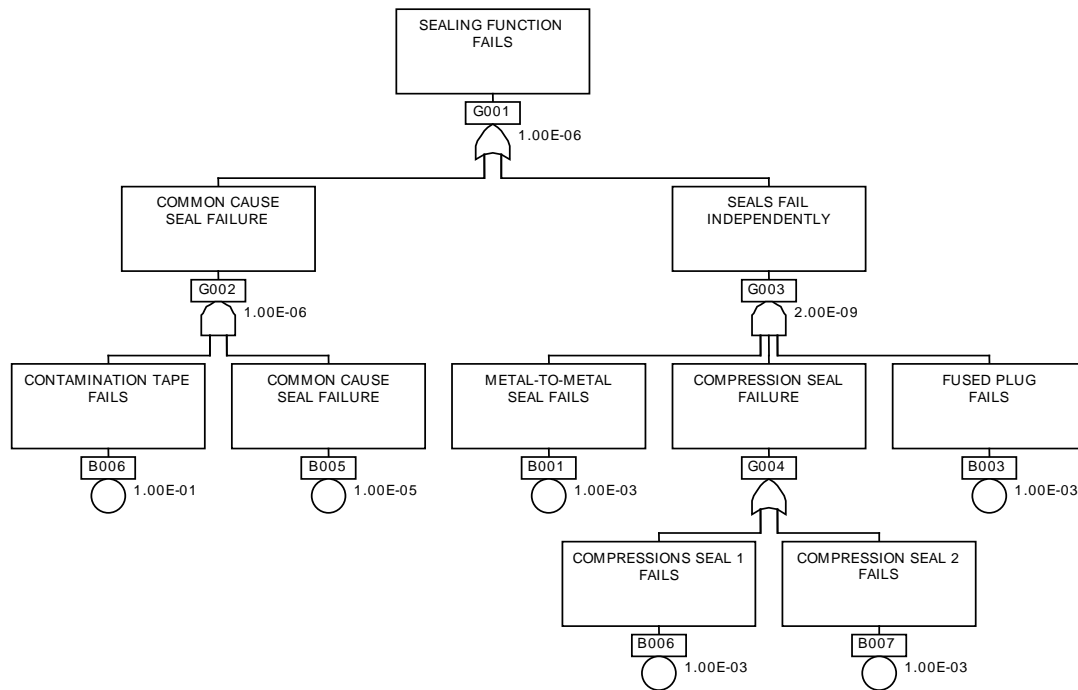 SEALING FUNCTION
FAILS
G001
1.00E-06
COMMON CAUSE
SEAL FAILURE
SEALS FAIL
INDEPENDENTLY
G002
1.00E-06
G003
2.00E-09
CONTAMINATION TAPE
FAILS
COMMON CAUSE
SEAL FAILURE
METAL-TO-METAL
SEAL FAILS
COMPRESSION SEAL
FAILURE
FUSED PLUG
FAILS
B006
1.00E-01
B005
1.00E-05
B001
1.00E-03
G004
B003
1.00E-03
COMPRESSIONS SEAL 1
FAILS
COMPRESSION SEAL 2
FAILS
B006
1.00E-03
B007
1.00E-03